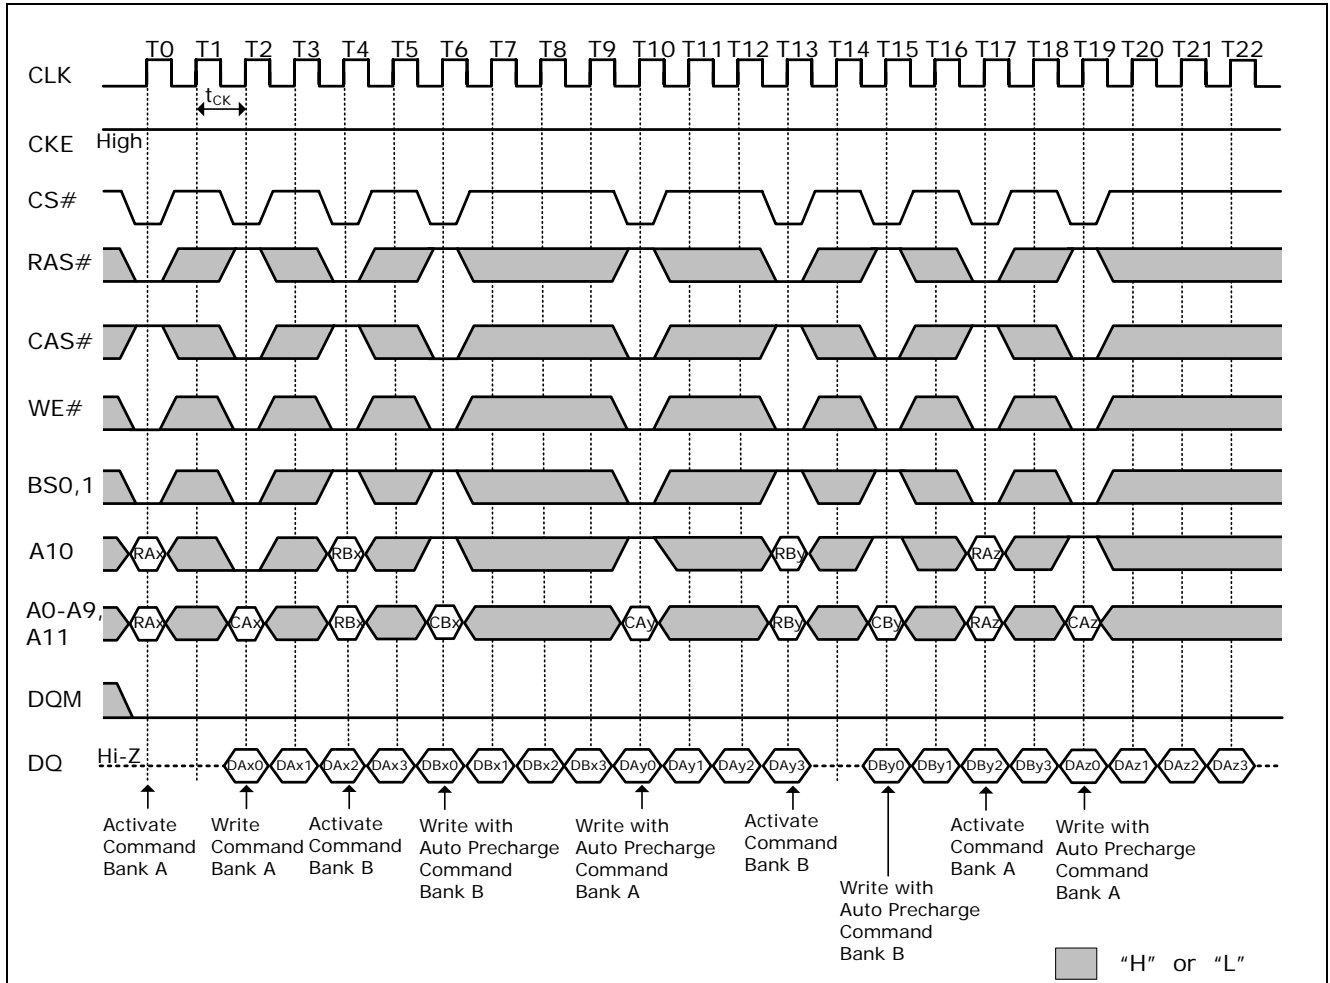 T0 T1 T2 T3 T4 T5 T6 T7 T8 T9 T10 T11 T12 T13 T14 T15 T16 T17 T18 T19 T20 T21 T22
CLK
tCK
CKE High
CS#
RAS#
CAS#
WE#
BS0,1
A10 RAx RBx RBy RAz
A0-A9,
A11
RAx CAx RBx CBx CAy RBy CBy RAz CAz
DQM
DQ Hi-Z DAx0 DAx1 DAx2 DAx3 DBx0 DBx1 DBx2 DBx3 DAy0 DAy1 DAy2 DAy3 DBy0 DBy1 DBy2 DBy3 DAz0 DAz1 DAz2 DAz3
Activate
Command
Bank A
Write
Command
Bank A
Activate
Command
Bank B
Write with
Auto Precharge
Command
Bank B
Write with
Auto Precharge
Command
Bank A
Activate
Command
Bank B
Write with
Auto Precharge
Command
Bank B
Activate
Command
Bank A
Write with
Auto Precharge
Command
Bank A
"H" or "L"